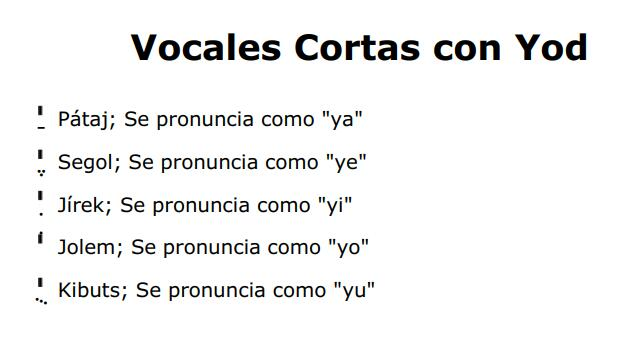 Vocales Cortas con Yod
יַ Pátaj; Se pronuncia como "ya"
יֶ Segol; Se pronuncia como "ye"
יִ Jírek; Se pronuncia como "yi"
יֹ Jolem; Se pronuncia como "yo"
יֻ Kibuts; Se pronuncia como "yu"